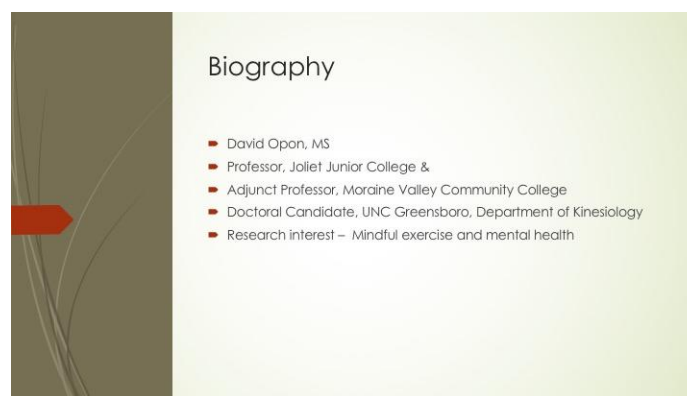 Biography
David Opon, MS
Professor, Joliet Junior College &
Adjunct Professor, Moraine Valley Community College
Doctoral Candidate, UNC Greensboro, Department of Kinesiology
Research interest – Mindful exercise and mental health